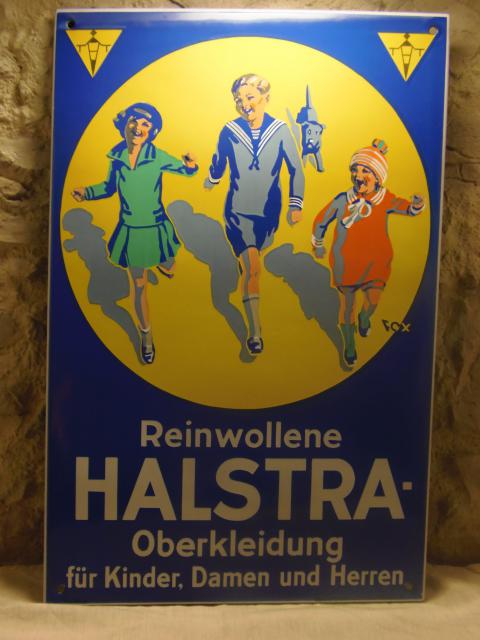 FOX
Reinwollene
HALSTRA-
Oberkleidung
für Kinder, Damen und Herren